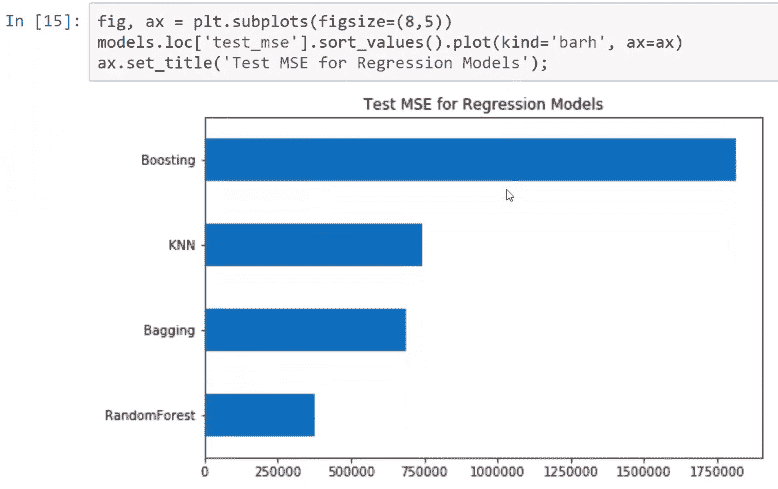 In [15]: fig, ax = plt.subplots(figsize=(8,5))
models.loc['test_mse'].sort_values().plot(kind='barh', ax=ax)
ax.set_title('Test MSE for Regression Models');
Test MSE for Regression Models
Boosting
KNN
Bagging
RandomForest
0 250000 500000 750000 1000000 1250000 1500000 1750000